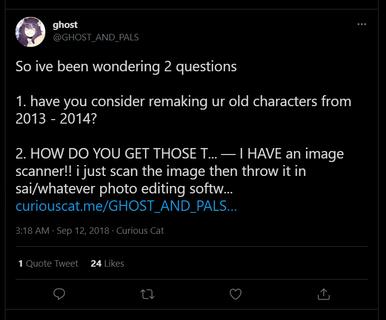 ghost
@GHOST_AND_PALS
So ive been wondering 2 questions
1. have you consider remaking ur old characters from
2013 - 2014?
2. HOW DO YOU GET THOSE T... — I HAVE an image
scanner!! i just scan the image then throw it in
sai/whatever photo editing softw...
curiouscat.me/GHOST_AND_PALS...
3:18 AM · Sep 12, 2018 · Curious Cat
1 Quote Tweet 24 Likes